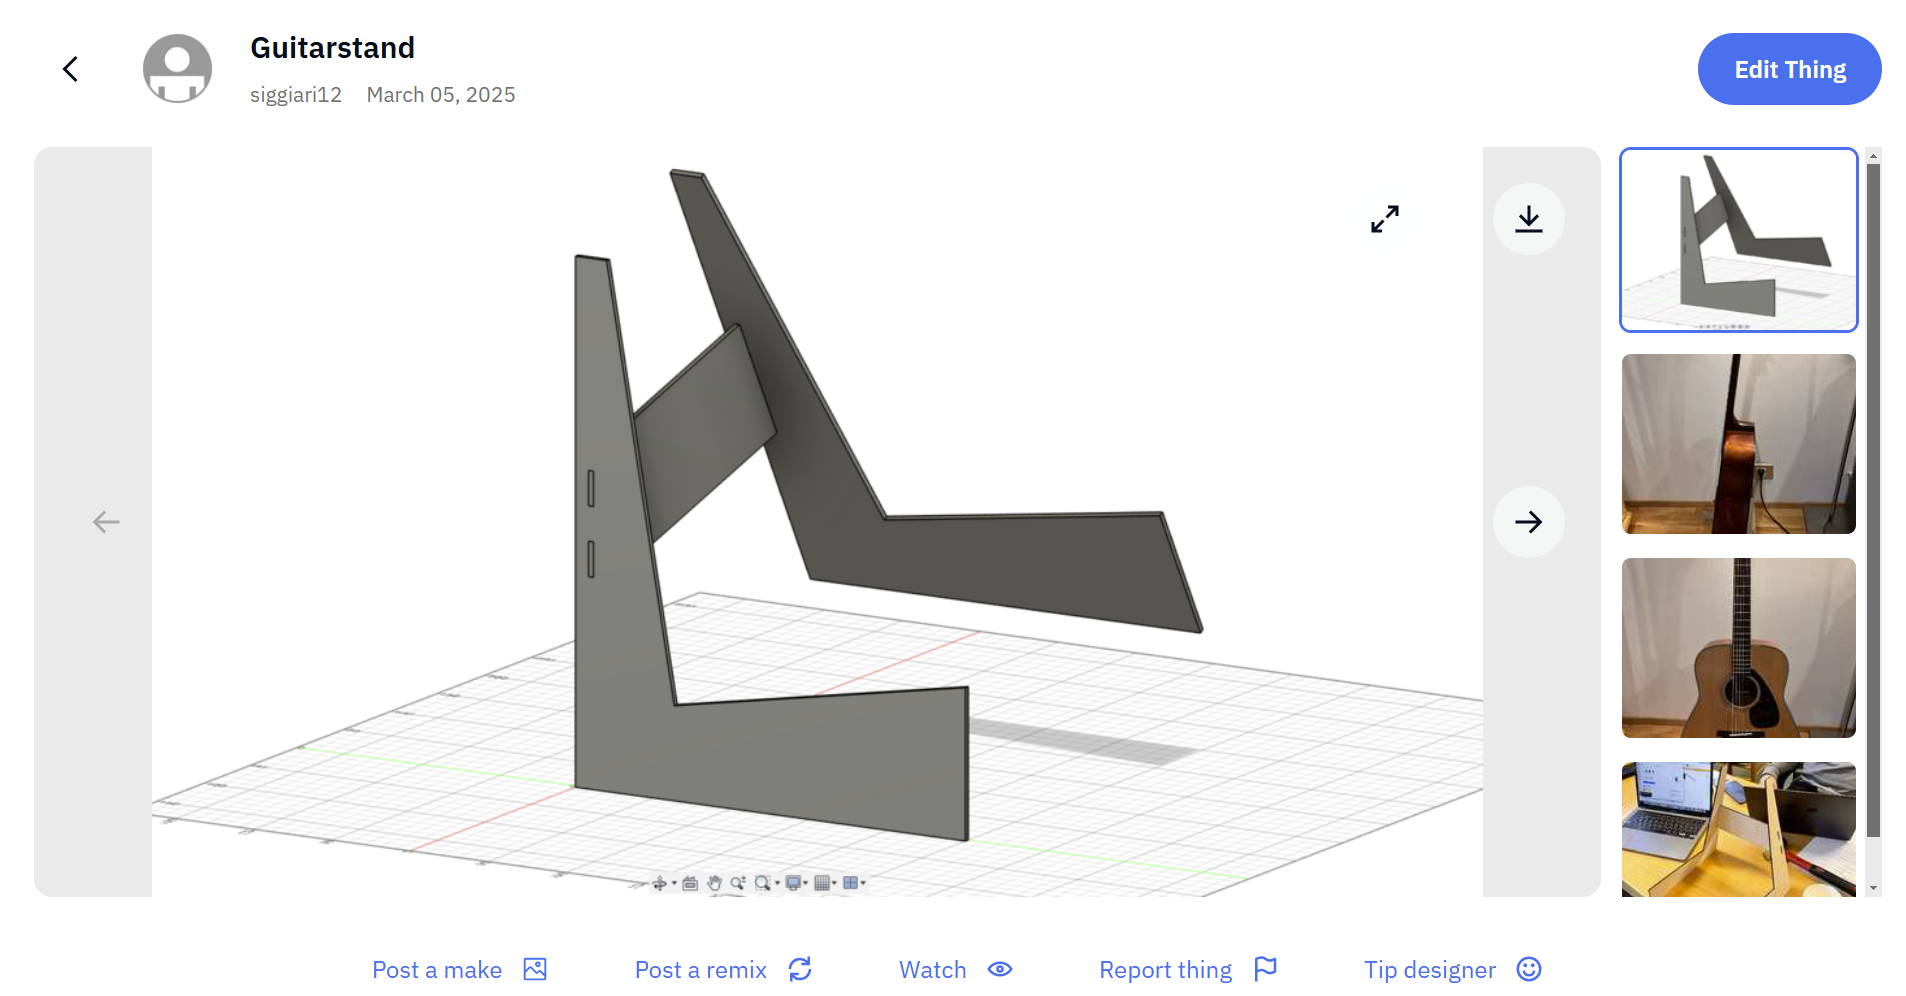 Guitarstand
siggiari12 March 05, 2025
Edit Thing
Post a make
Post a remix
Watch
Report thing
Tip designer